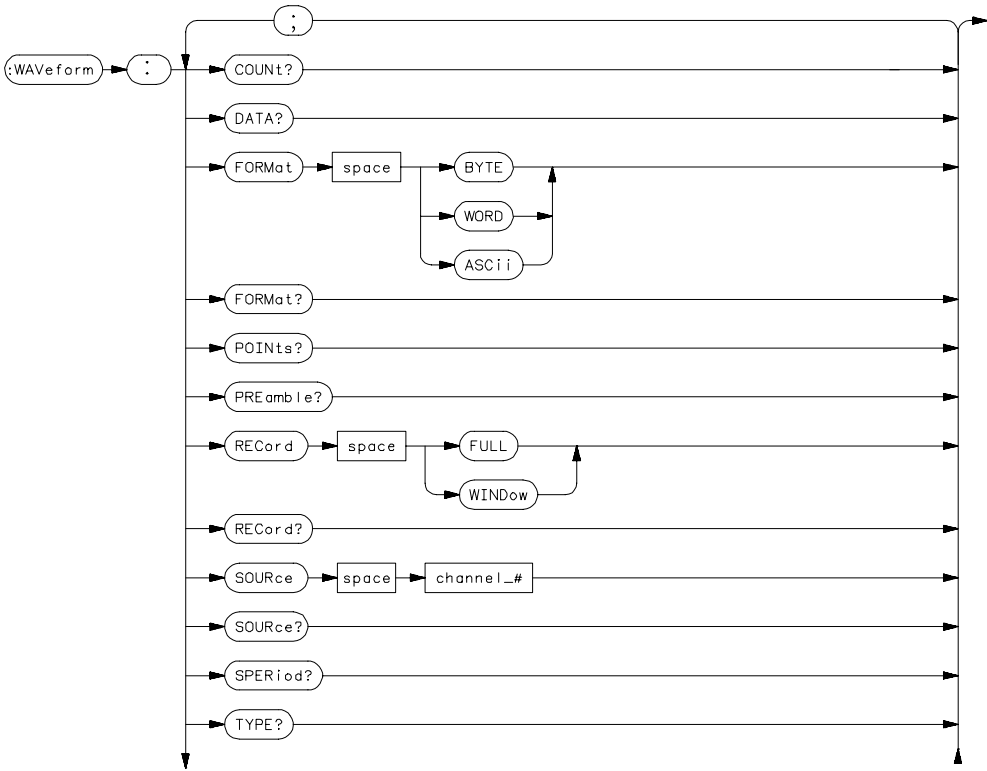 ;
:WAVeform : COUNt?
DATA?
FORMat space BYTE
WORD
ASCii
FORMat?
POINts?
PREamble?
RECord space FULL
WINDow
RECord?
SOURce space channel_#
SOURce?
SPERiod?
TYPE?